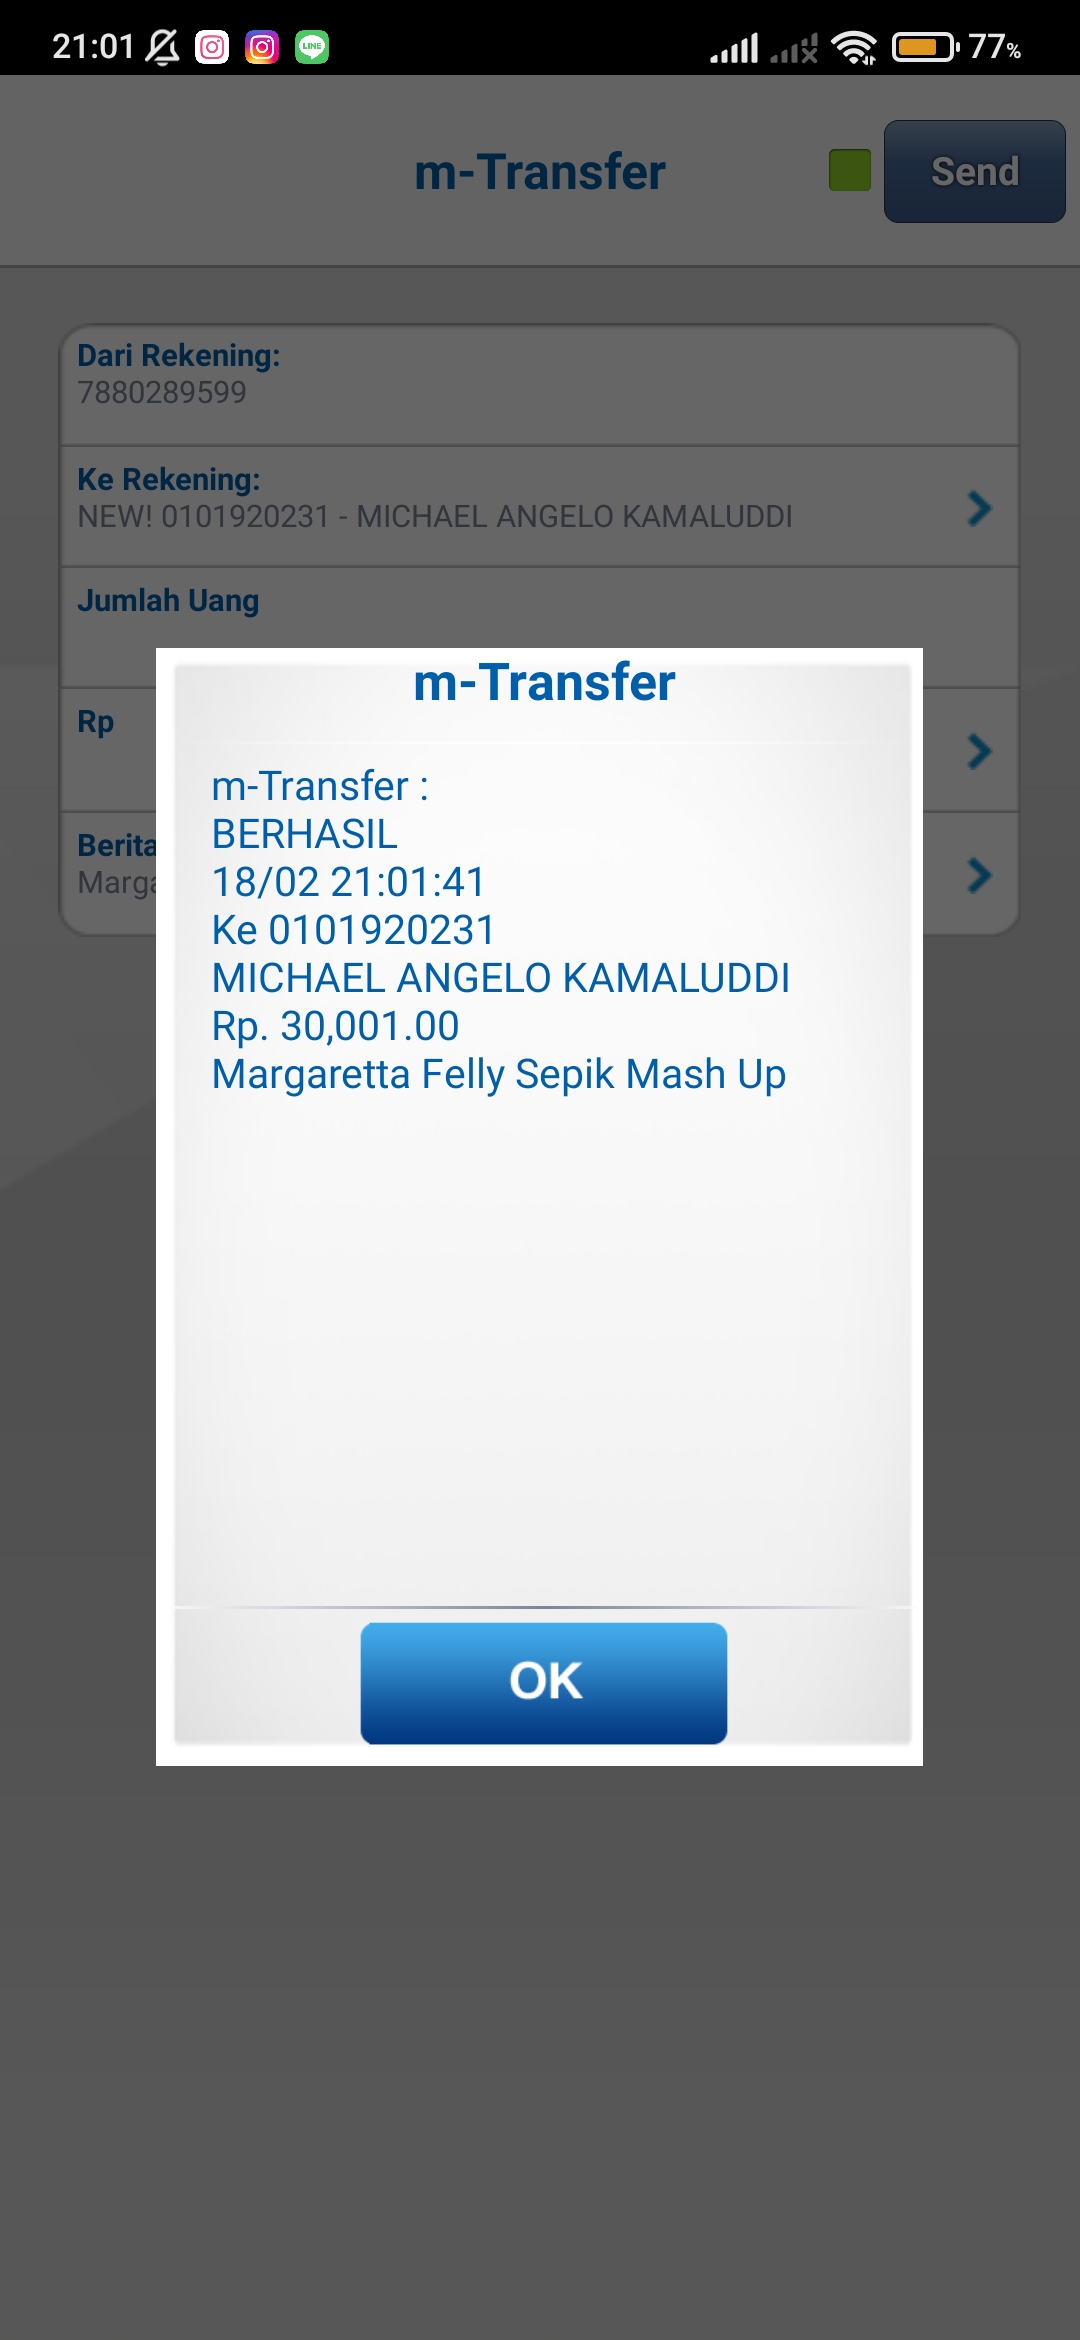 21:01
LINE
77%
m-Transfer
Send
Dari Rekening:
7880289599
Ke Rekening:
NEW! 0101920231 - MICHAEL ANGELO KAMALUDDI
Jumlah Uang
Rp
Berita
Marga
m-Transfer
m-Transfer :
BERHASIL
18/02 21:01:41
Ke 0101920231
MICHAEL ANGELO KAMALUDDI
Rp. 30,001.00
Margaretta Felly Sepik Mash Up
OK